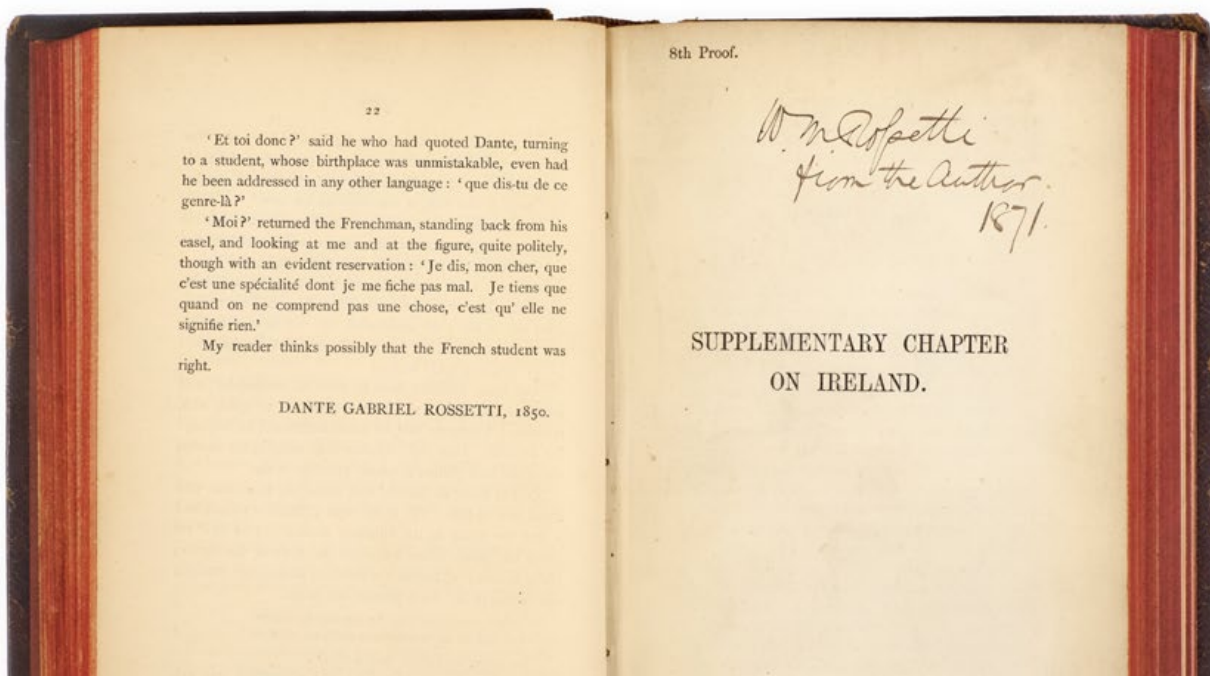 22
‘Et toi donc?’ said he who had quoted Dante, turning
to a student, whose birthplace was unmistakable, even had
he been addressed in any other language : ‘que dis-tu de ce
genre-là?’
‘Moi?’ returned the Frenchman, standing back from his
easel, and looking at me and at the figure, quite politely,
though with an evident reservation : ‘Je dis, mon cher, que
c’est une spécialité dont je me fiche pas mal. Je tiens que
quand on ne comprend pas une chose, c’est qu’ elle ne
signifie rien.’
My reader thinks possibly that the French student was
right.
DANTE GABRIEL ROSSETTI, 1850.
8th Proof.
W. M. Rossetti
from the Author.
1871.
SUPPLEMENTARY CHAPTER
ON IRELAND.